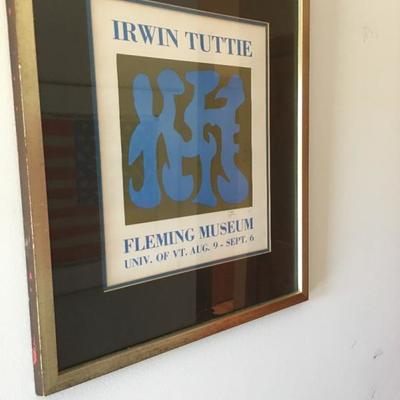 IRWIN TUTTIE
FLEMING MUSEUM
UNIV. OF VT. AUG. 9 - SEPT. 6